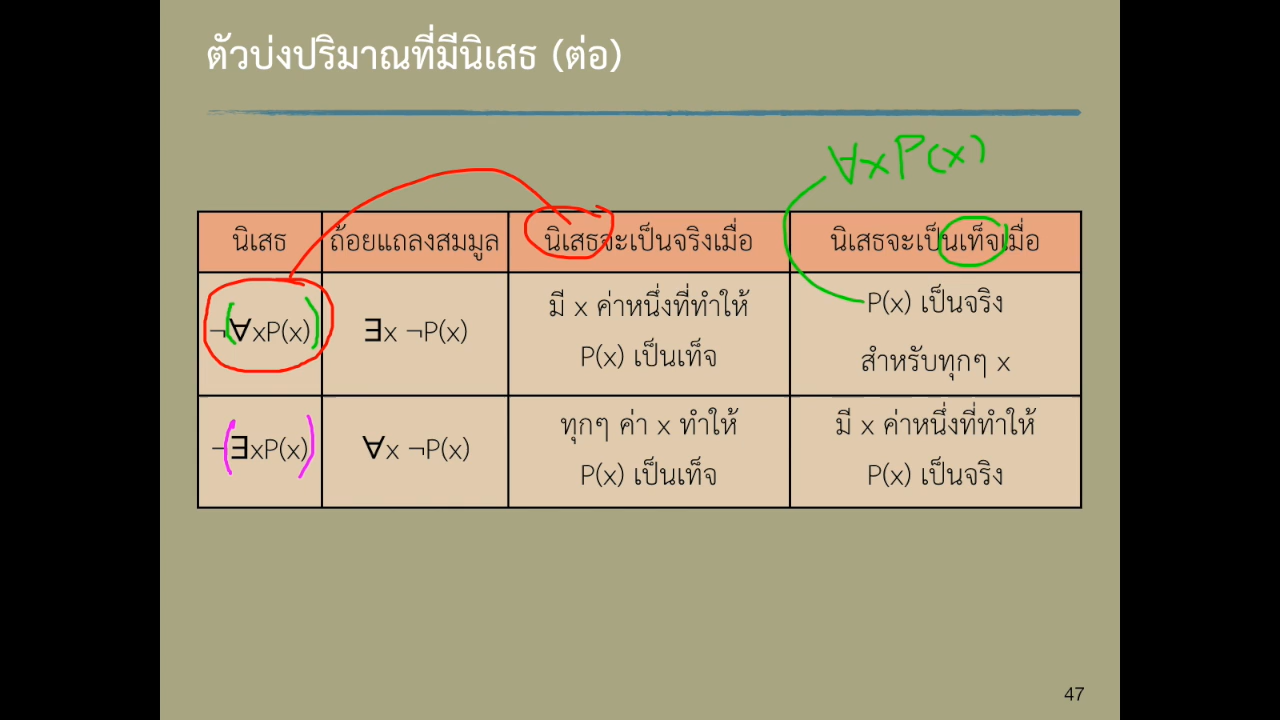 ตัวบ่งปริมาณที่มีนิเสธ (ต่อ)
∀xP(x)
นิเสธ ถ้อยแถลงสมมูล นิเสธจะเป็นจริงเมื่อ นิเสธจะเป็นเท็จเมื่อ
¬(∀xP(x)) ∃x ¬P(x)
มี x ค่าหนึ่งที่ทำให้
P(x) เป็นเท็จ
P(x) เป็นจริง
สำหรับทุกๆ x
¬(∃xP(x)) ∀x ¬P(x)
ทุกๆ ค่า x ทำให้
P(x) เป็นเท็จ
มี x ค่าหนึ่งที่ทำให้
P(x) เป็นจริง
47